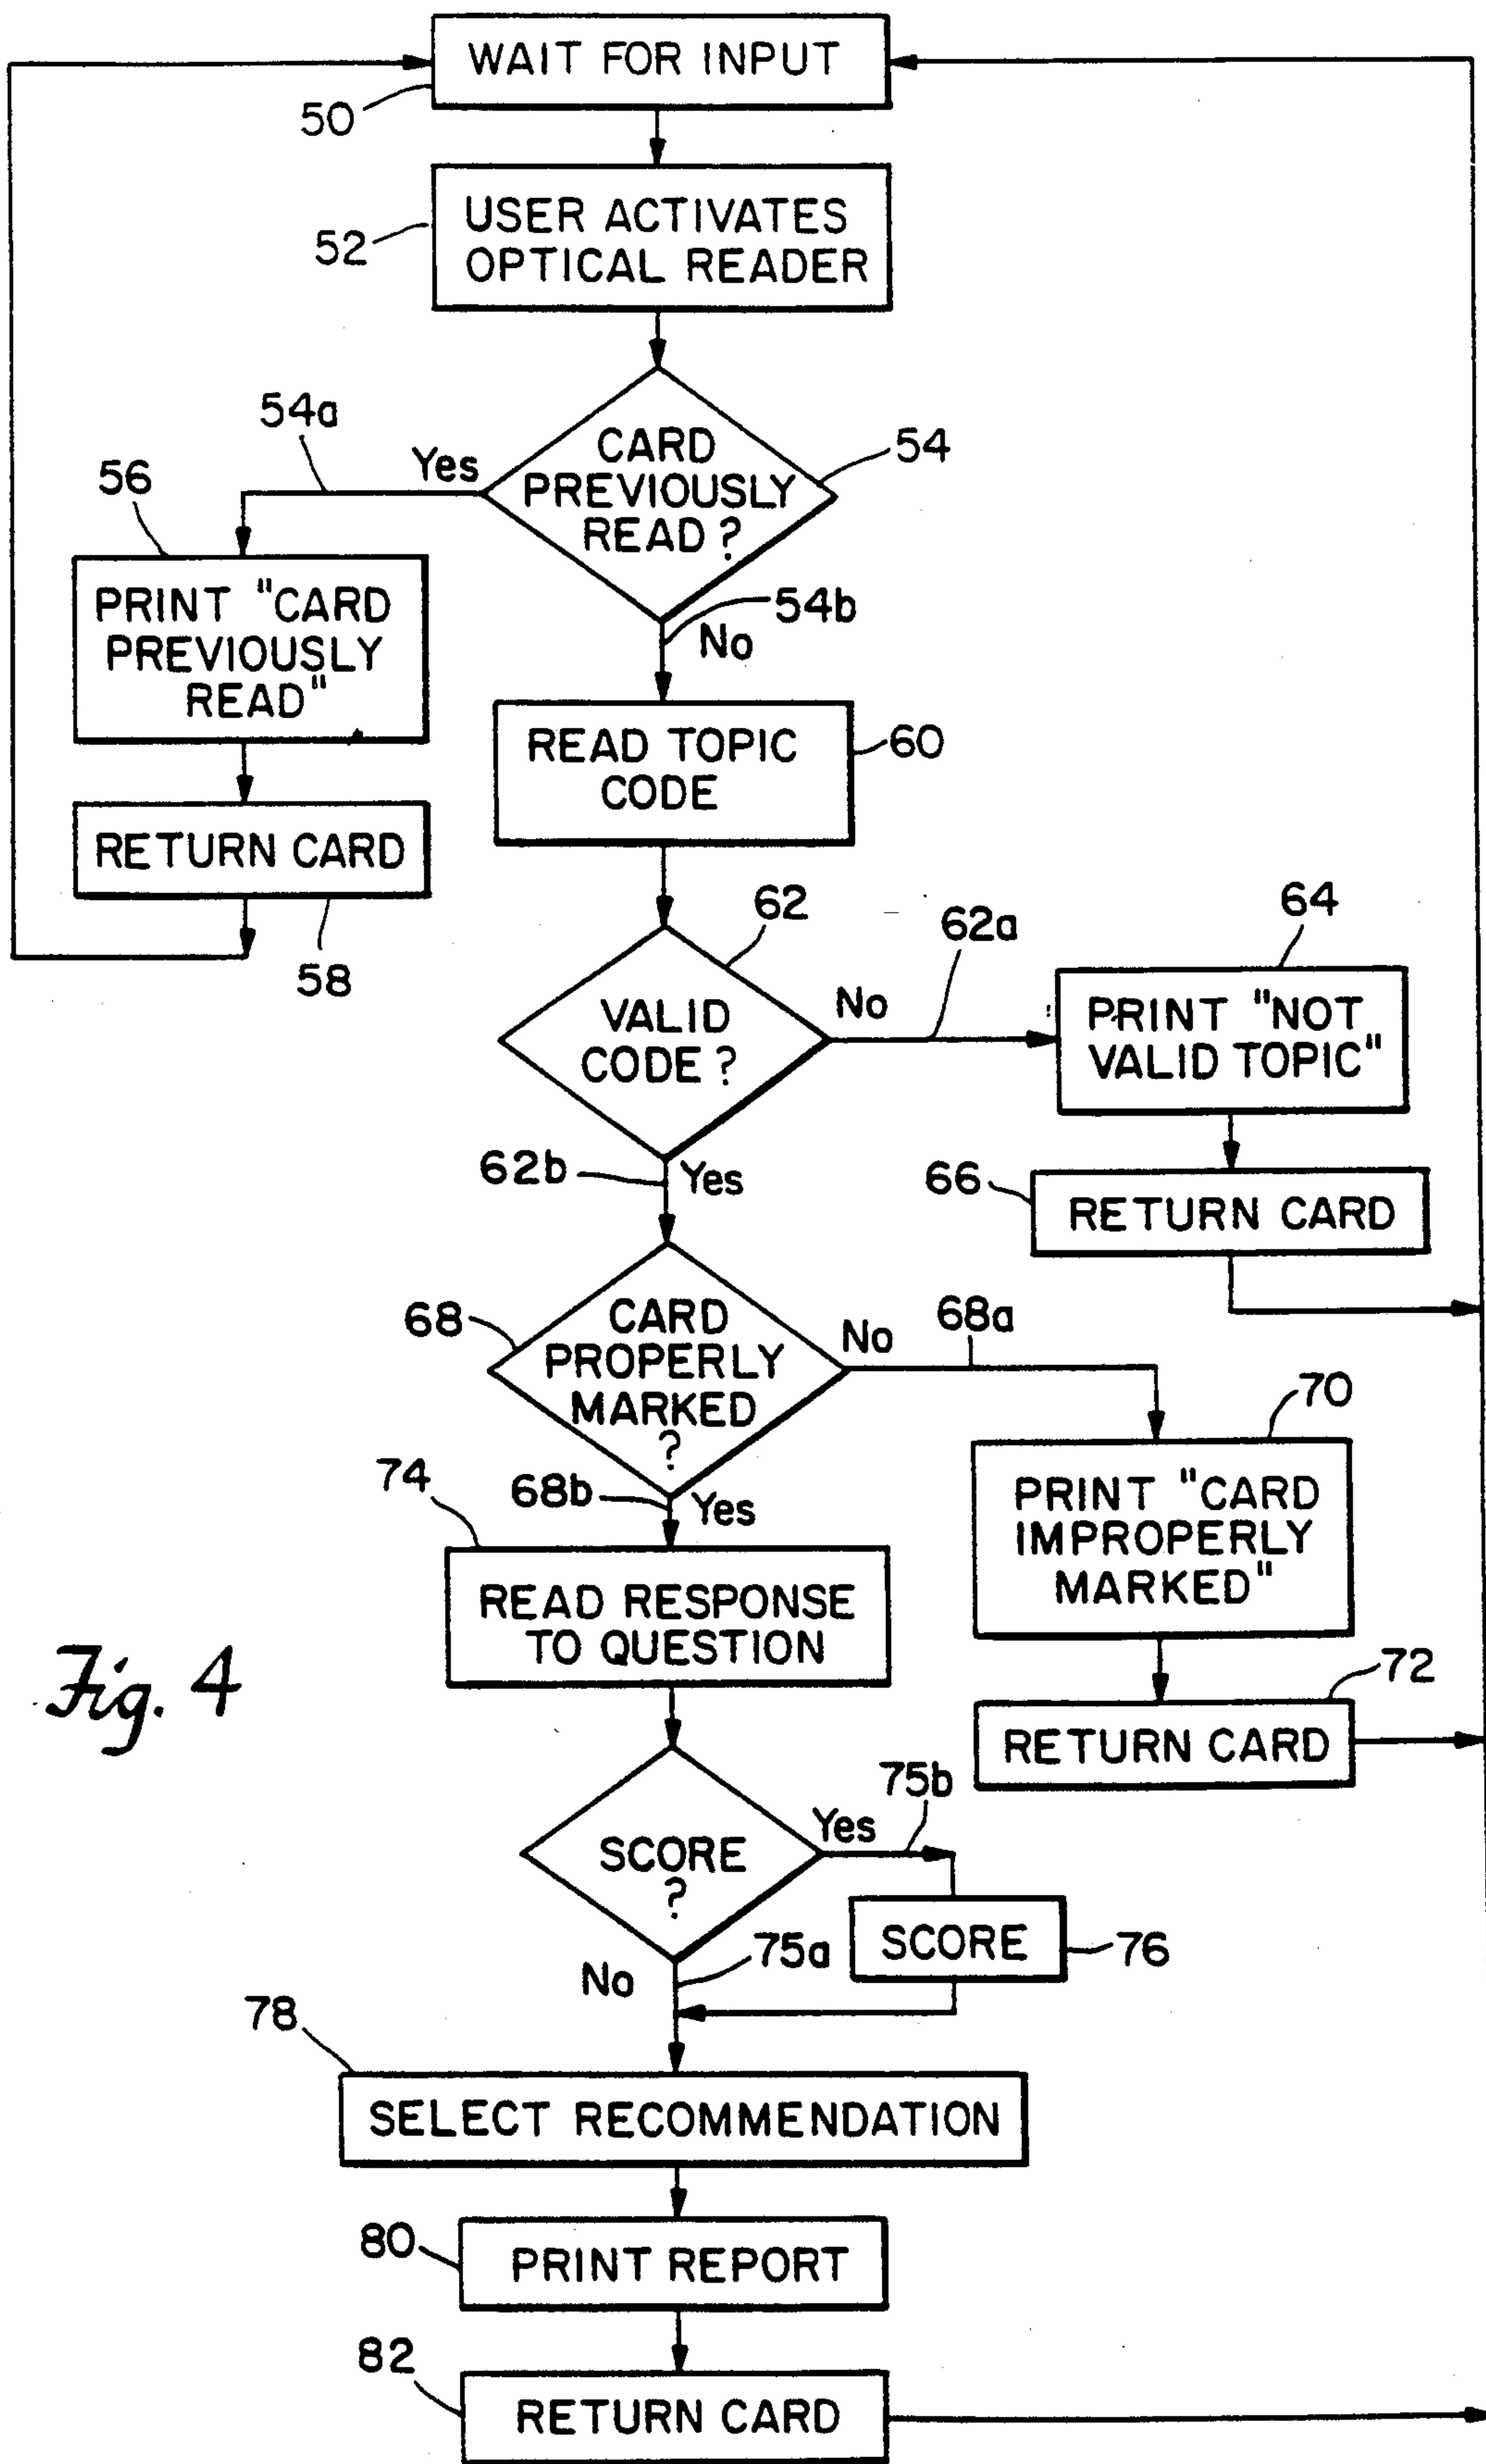 WAIT FOR INPUT
50
USER ACTIVATES
OPTICAL READER
52
54a
Yes
CARD
PREVIOUSLY
READ ?
54
56
PRINT "CARD
PREVIOUSLY
READ"
54b
No
READ TOPIC
CODE
60
RETURN CARD
58
62
VALID
CODE ?
No
62a
64
PRINT "NOT
VALID TOPIC"
62b
Yes
66
RETURN CARD
68
CARD
PROPERLY
MARKED
?
No
68a
70
PRINT "CARD
IMPROPERLY
MARKED"
74
68b
Yes
READ RESPONSE
TO QUESTION
72
RETURN CARD
Fig. 4
SCORE
?
Yes
75b
SCORE
76
No
75a
78
SELECT RECOMMENDATION
80
PRINT REPORT
82
RETURN CARD